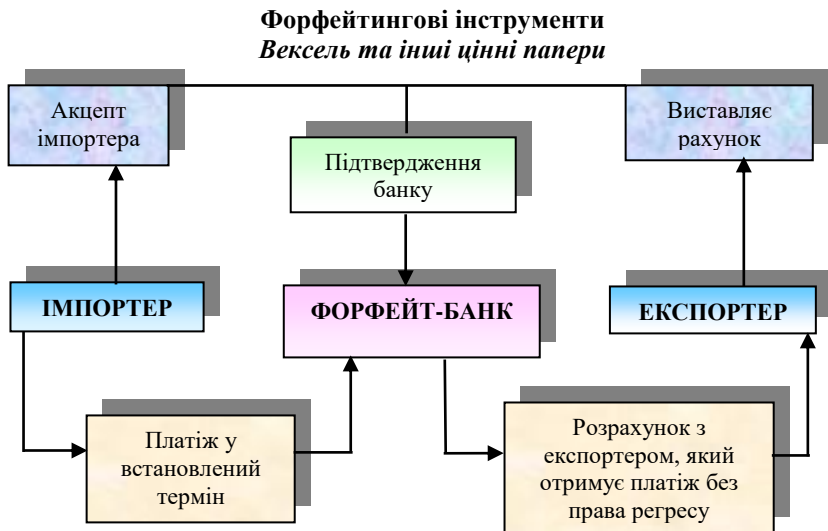 Форфейтингові інструменти
Вексель та інші цінні папери
Акцепт
імпортера
Виставляє
рахунок
Підтвердження
банку
ІМПОРТЕР
ФОРФЕЙТ-БАНК
ЕКСПОРТЕР
Платіж у
встановлений
термін
Розрахунок з
експортером, який
отримує платіж без
права регресу